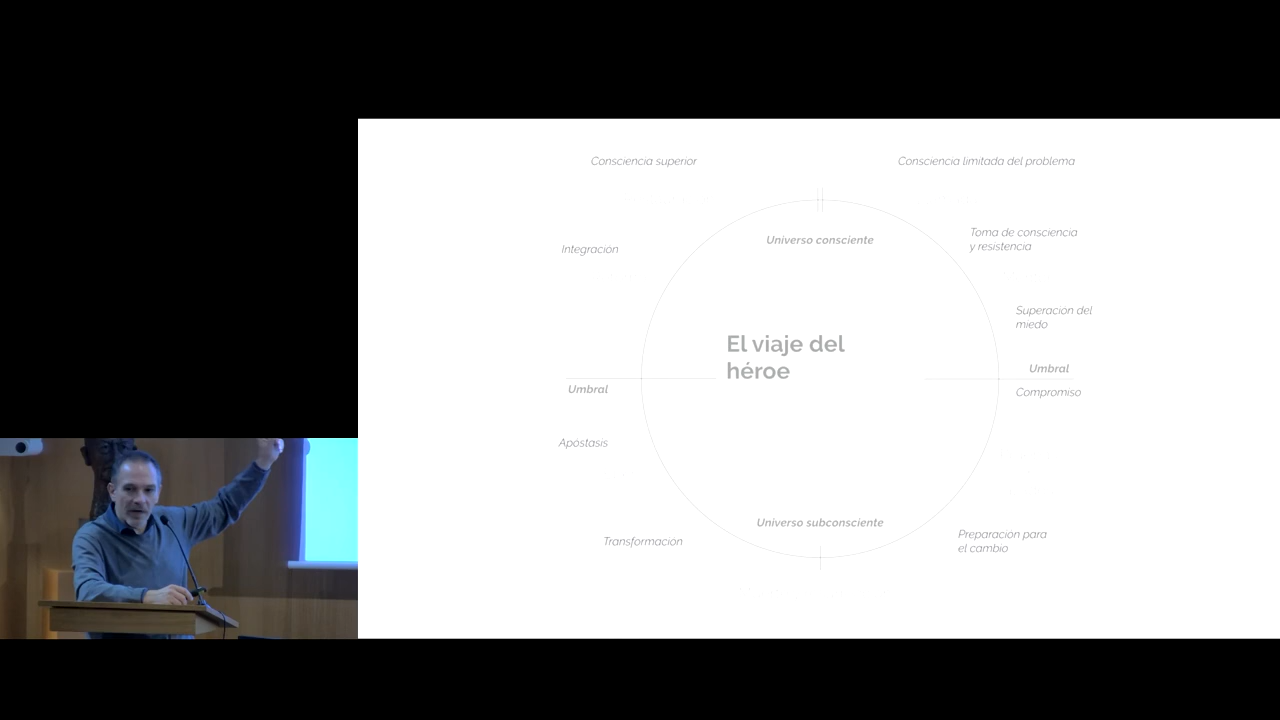 Consciencia superior
Consciencia limitada del problema
Toma de consciencia
y resistencia
Universo consciente
Integración
Superación del
miedo
El viaje del
héroe
Umbral
Umbral
Compromiso
Apóstasis
Universo subconsciente
Transformación
Preparación para
el cambio